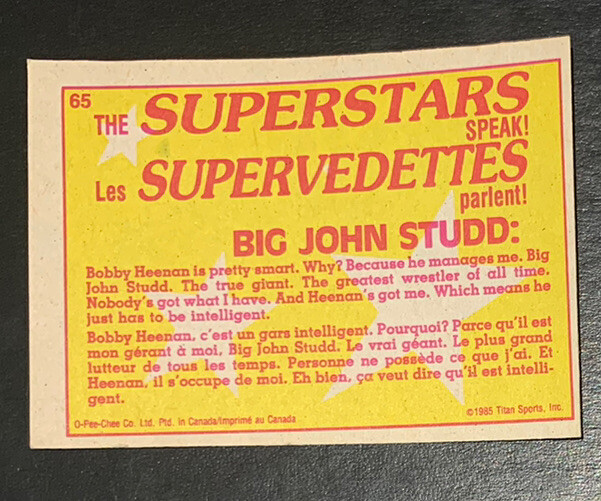 65
THE SUPERSTARS
SPEAK!
Les SUPERVEDETTES
parlent!
BIG JOHN STUDD:
Bobby Heenan is pretty smart. Why? Because he manages me. Big
John Studd. The true giant. The greatest wrestler of all time.
Nobody's got what I have. And Heenan's got me. Which means he
just has to be intelligent.
Bobby Heenan, c'est un gars intelligent. Pourquoi? Parce qu'il est
mon gérant à moi, Big John Studd. Le vrai géant. Le plus grand
lutteur de tous les temps. Personne ne possède ce que j'ai. Et
Heenan, il s'occupe de moi. Eh bien, ça veut dire qu'il est intelli-
gent.
O-Pee-Chee Co. Ltd. Ptd. in Canada/Imprimé au Canada
©1985 Titan Sports, Inc.